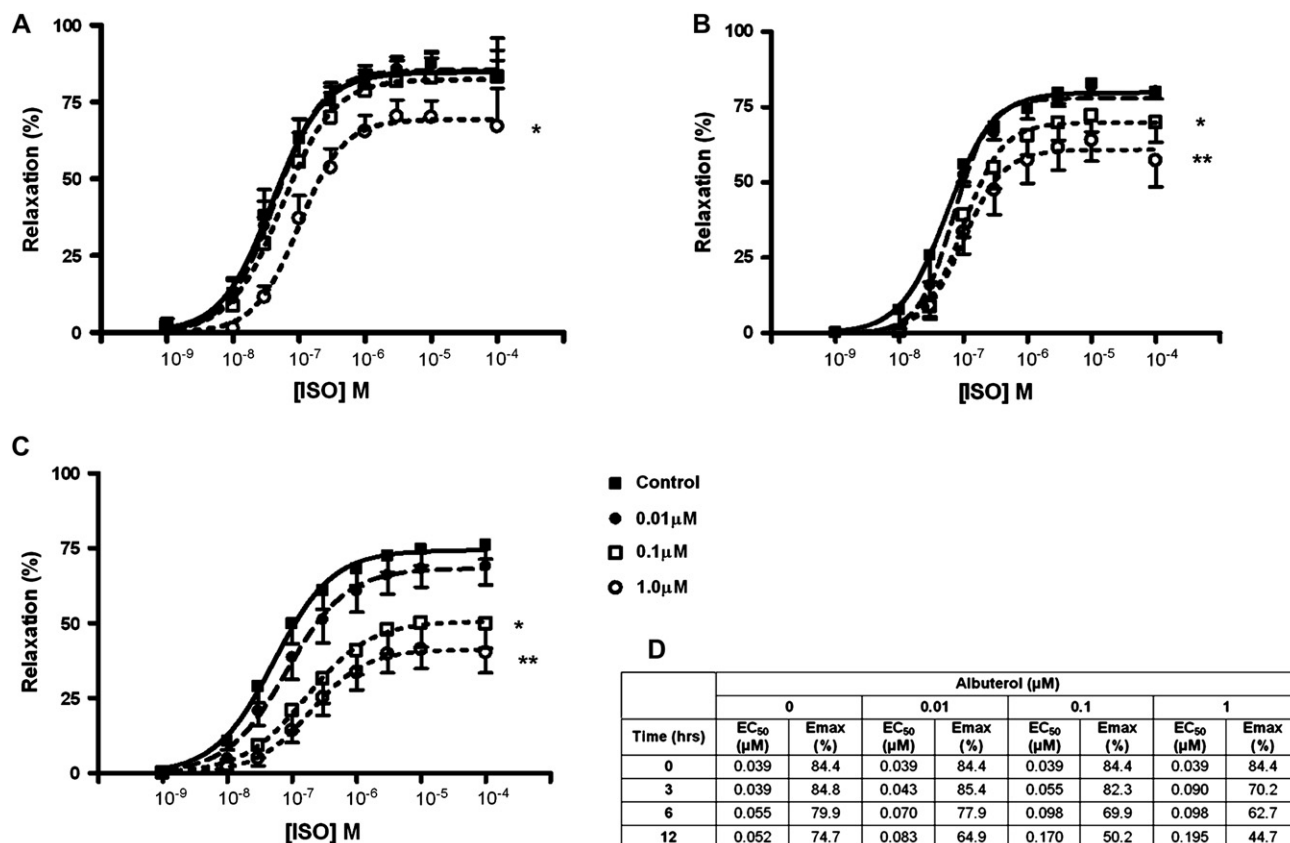 A
100
75
50
25
0
Relaxation (%)
10-9 10-8 10-7 10-6 10-5 10-4
[ISO] M
*
B
100
75
50
25
0
Relaxation (%)
10-9 10-8 10-7 10-6 10-5 10-4
[ISO] M
*
**
C
100
75
50
25
0
Relaxation (%)
10-9 10-8 10-7 10-6 10-5 10-4
[ISO] M
*
**
Control
0.01μM
0.1μM
1.0μM
D
Albuterol (μM)
0 0.01 0.1 1
Time (hrs) EC50 (μM) Emax (%) EC50 (μM) Emax (%) EC50 (μM) Emax (%) EC50 (μM) Emax (%)
0 0.039 84.4 0.039 84.4 0.039 84.4 0.039 84.4
3 0.039 84.8 0.043 85.4 0.055 82.3 0.090 70.2
6 0.055 79.9 0.070 77.9 0.098 69.9 0.098 62.7
12 0.052 74.7 0.083 64.9 0.170 50.2 0.195 44.7